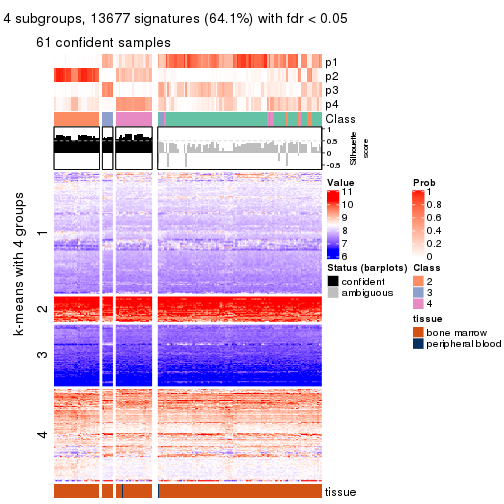 4 subgroups, 13677 signatures (64.1%) with fdr < 0.05
61 confident samples
p1
p2
p3
p4
Class
1
0.5
0
-0.5
Silhouette
score
k-means with 4 groups
1
2
3
4
tissue
Value
11
10
9
8
7
6
Prob
1
0.8
0.6
0.4
0.2
0
Status (barplots)
confident
ambiguous
Class
2
3
4
tissue
bone marrow
peripheral blood